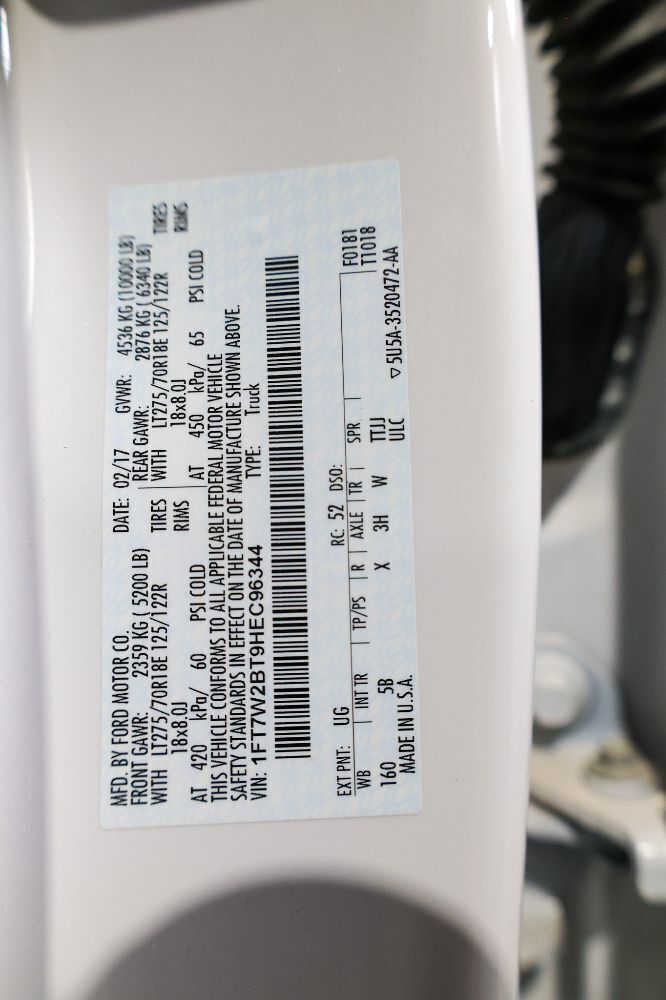 MFD. BY FORD MOTOR CO. DATE: 02/17 GVWR: 4536 KG (10000 LB)
FRONT GAWR: 2359 KG ( 5200 LB) REAR GAWR: 2876 KG ( 6340 LB)
WITH LT275/70R18E 125/122R TIRES WITH LT275/70R18E 125/122R TIRES
18x8.0J RIMS 18x8.0J RIMS
AT 420 kPa/ 60 PSI COLD AT 450 kPa/ 65 PSI COLD
THIS VEHICLE CONFORMS TO ALL APPLICABLE FEDERAL MOTOR VEHICLE
SAFETY STANDARDS IN EFFECT ON THE DATE OF MANUFACTURE SHOWN ABOVE.
VIN: 1FT7W2BT9HEC96344 TYPE: Truck
EXT PNT: UG RC: 52 DSO: F0181
WB INT TR TP/PS R AXLE TR SPR T1018
160 5B X 3H W TTJJ
MADE IN U.S.A. ULC ▽5U5A-3520472-AA